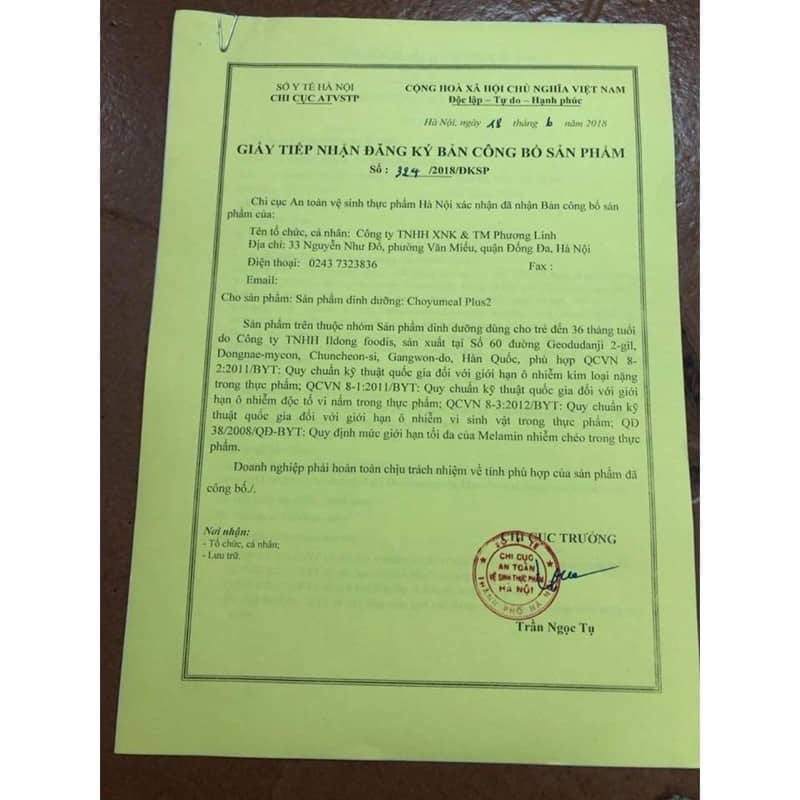 SỞ Y TẾ HÀ NỘI
CHI CỤC ATVSTP
CỘNG HOÀ XÃ HỘI CHỦ NGHĨA VIỆT NAM
Độc lập – Tự do – Hạnh phúc
Hà Nội, ngày 18 tháng 6 năm 2018
GIẤY TIẾP NHẬN ĐĂNG KÝ BẢN CÔNG BỐ SẢN PHẨM
Số : 324 /2018/ĐKSP
Chi cục An toàn vệ sinh thực phẩm Hà Nội xác nhận đã nhận Bản công bố sản
phẩm của:
Tên tổ chức, cá nhân: Công ty TNHH XNK & TM Phương Linh
Địa chỉ: 33 Nguyễn Như Đổ, phường Văn Miếu, quận Đống Đa, Hà Nội
Điện thoại: 0243 7323836 Fax :
Email:
Cho sản phẩm: Sản phẩm dinh dưỡng: Choyumeal Plus2
Sản phẩm trên thuộc nhóm Sản phẩm dinh dưỡng dùng cho trẻ đến 36 tháng tuổi
do Công ty TNHH Ildong foodis, sản xuất tại Số 60 đường Geodudanji 2-gil,
Dongnae-myeon, Chuncheon-si, Gangwon-do, Hàn Quốc, phù hợp QCVN 8-
2:2011/BYT: Quy chuẩn kỹ thuật quốc gia đối với giới hạn ô nhiễm kim loại nặng
trong thực phẩm; QCVN 8-1:2011/BYT: Quy chuẩn kỹ thuật quốc gia đối với giới
hạn ô nhiễm độc tố vi nấm trong thực phẩm; QCVN 8-3:2012/BYT: Quy chuẩn kỹ
thuật quốc gia đối với giới hạn ô nhiễm vi sinh vật trong thực phẩm; QĐ
38/2008/QĐ-BYT: Quy định mức giới hạn tối đa của Melamin nhiễm chéo trong thực
phẩm.
Doanh nghiệp phải hoàn toàn chịu trách nhiệm về tính phù hợp của sản phẩm đã
công bố./.
Nơi nhận:
- Tổ chức, cá nhân;
- Lưu trữ.
CHI CỤC TRƯỞNG
SỞ Y TẾ
CHI CỤC
AN TOÀN
VỆ SINH THỰC PHẨM
HÀ NỘI
THÀNH PHỐ HÀ NỘI
Trần Ngọc Tụ